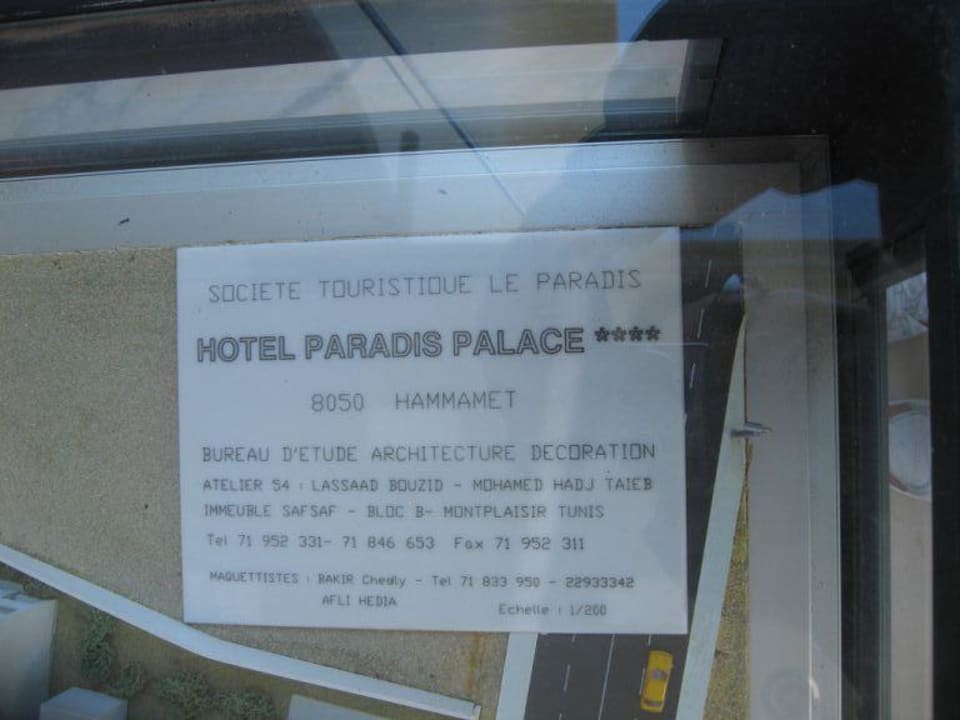 SOCIETE TOURISTIQUE LE PARADIS
HOTEL PARADIS PALACE ****
8050 HAMMAMET
BUREAU D'ETUDE ARCHITECTURE DECORATION
ATELIER 54 : LASSAAD BOUZID - MOHAMED HADJ TAIEB
IMMEUBLE SAFSAF - BLOC B- MONTPLAISIR TUNIS
Tel 71 952 331- 71 846 653 Fax 71 952 311
MAQUETTISTES : BAKIR - Tel 71 833 950 - 22933342
AFLI HEDIA
Echelle : 1/200